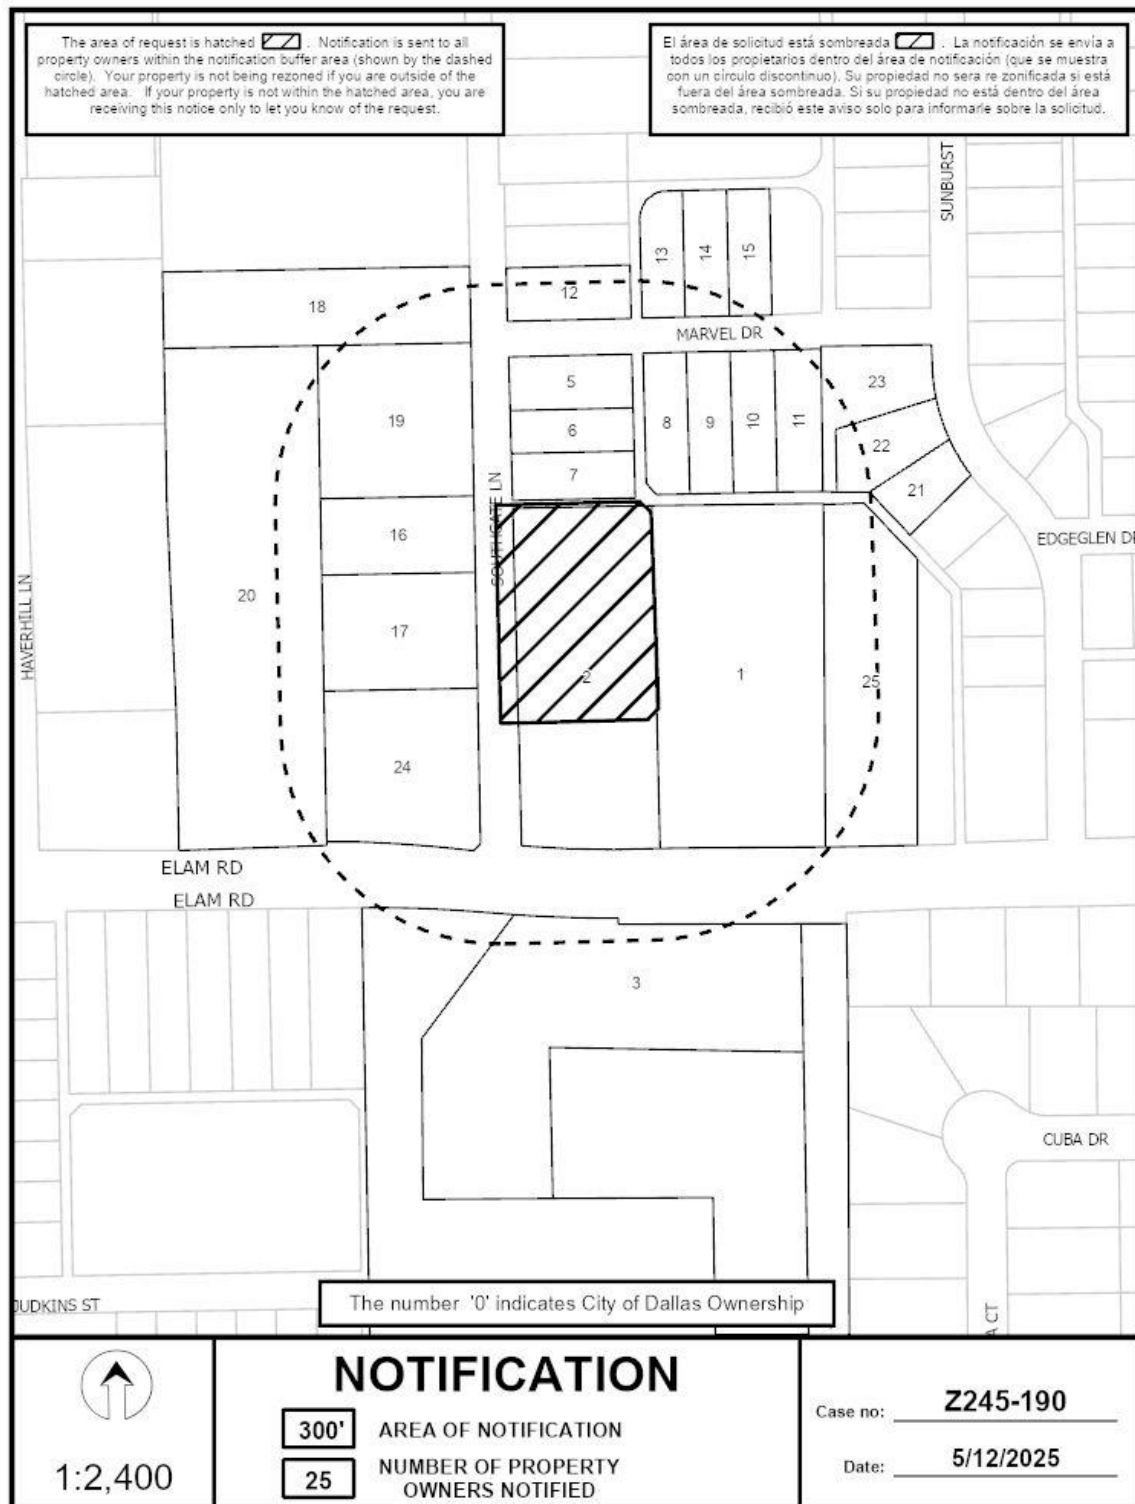 The area of request is hatched . Notification is sent to all
property owners within the notification buffer area (shown by the dashed
circle). Your property is not being rezoned if you are outside of the
hatched area. If your property is not within the hatched area, you are
receiving this notice only to let you know of the request.
El área de solicitud está sombreada . La notificación se envía a
todos los propietarios dentro del área de notificación (que se muestra
con un círculo discontinuo). Su propiedad no sera re zonificada si está
fuera del área sombreada. Si su propiedad no está dentro del área
sombreada, recibió este aviso solo para informarle sobre la solicitud.
SUNBURST
13
14
15
12
18
MARVEL DR
5
23
19
8
9
10
11
6
22
7
21
SOUTHGATE LN
16
EDGEGLEN DR
20
HAVERHILL LN
17
2
1
25
24
ELAM RD
ELAM RD
3
CUBA DR
JUDKINS ST
A CT
The number '0' indicates City of Dallas Ownership
1:2,400
NOTIFICATION
300' AREA OF NOTIFICATION
25 NUMBER OF PROPERTY
OWNERS NOTIFIED
Case no: Z245-190
Date: 5/12/2025